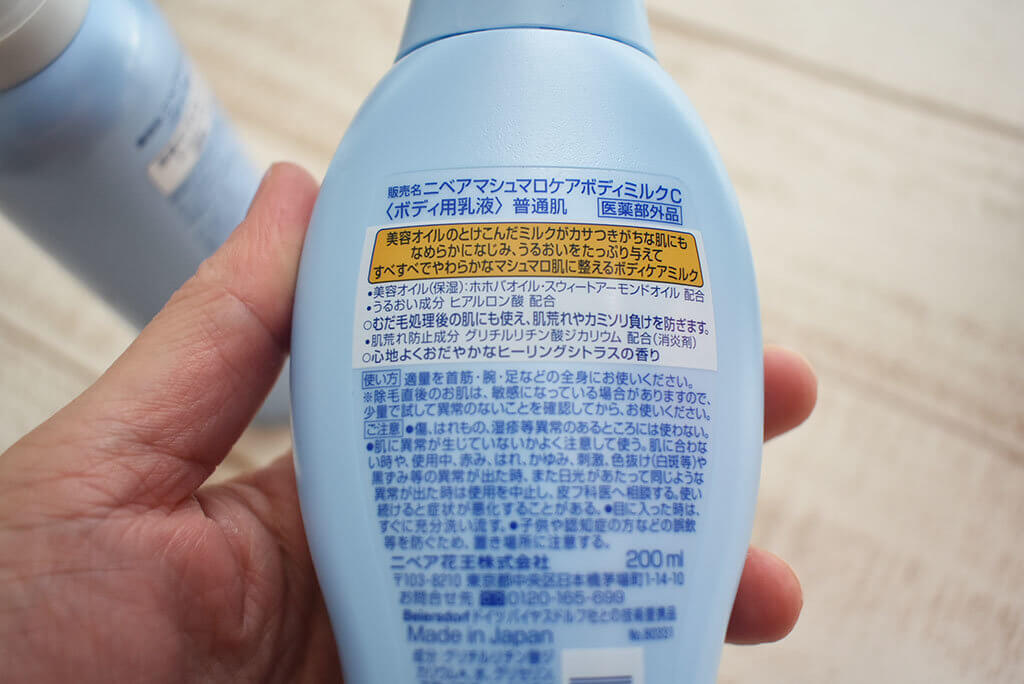 販売名 ニベアマシュマロケアボディミルクC
〈ボディ用乳液〉 普通肌 医薬部外品
美容オイルのとけこんだミルクがカサつきがちな肌にも
なめらかになじみ、うるおいをたっぷり与えて
すべすべでやわらかなマシュマロ肌に整えるボディケアミルク
•美容オイル(保湿):ホホバオイル・スウィートアーモンドオイル 配合
•うるおい成分 ヒアルロン酸 配合
○むだ毛処理後の肌にも使え、肌荒れやカミソリ負けを防ぎます。
•肌荒れ防止成分 グリチルリチン酸ジカリウム 配合(消炎剤)
○心地よくおだやかなヒーリングシトラスの香り
使い方 適量を首筋・腕・足などの全身にお使いください。
※除毛直後のお肌は、敏感になっている場合がありますので、
少量で試して異常のないことを確認してから、お使いください。
ご注意 ●傷、はれもの、湿疹等異常のあるところには使わない。
●肌に異常が生じていないかよく注意して使う。肌に合わな
い時や、使用中、赤み、はれ、かゆみ、刺激、色抜け(白斑等)や
黒ずみ等の異常が出た時、また日光があたって同じような
異常が出た時は使用を中止し、皮フ科医へ相談する。使い
続けると症状が悪化することがある。●目に入った時は、
すぐに充分洗い流す。●子供や認知症の方などの誤飲
等を防ぐため、置き場所に注意する。
ニベア花王株式会社 200ml
〒103-8210 東京都中央区日本橋茅場町1-14-10
お問合せ先 0120-165-699
Beiersdorf ドイツ バイヤスドルフ社との技術提携品
Made in Japan
成分・グリチルリチン酸ジ
カリウム*、水、グリセリン